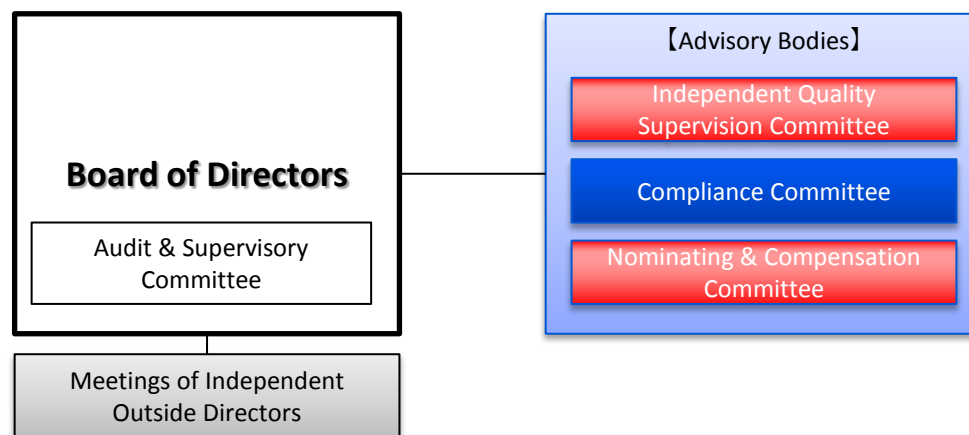 Board of Directors
Audit & Supervisory
Committee
Meetings of Independent
Outside Directors
【Advisory Bodies】
Independent Quality
Supervision Committee
Compliance Committee
Nominating & Compensation
Committee